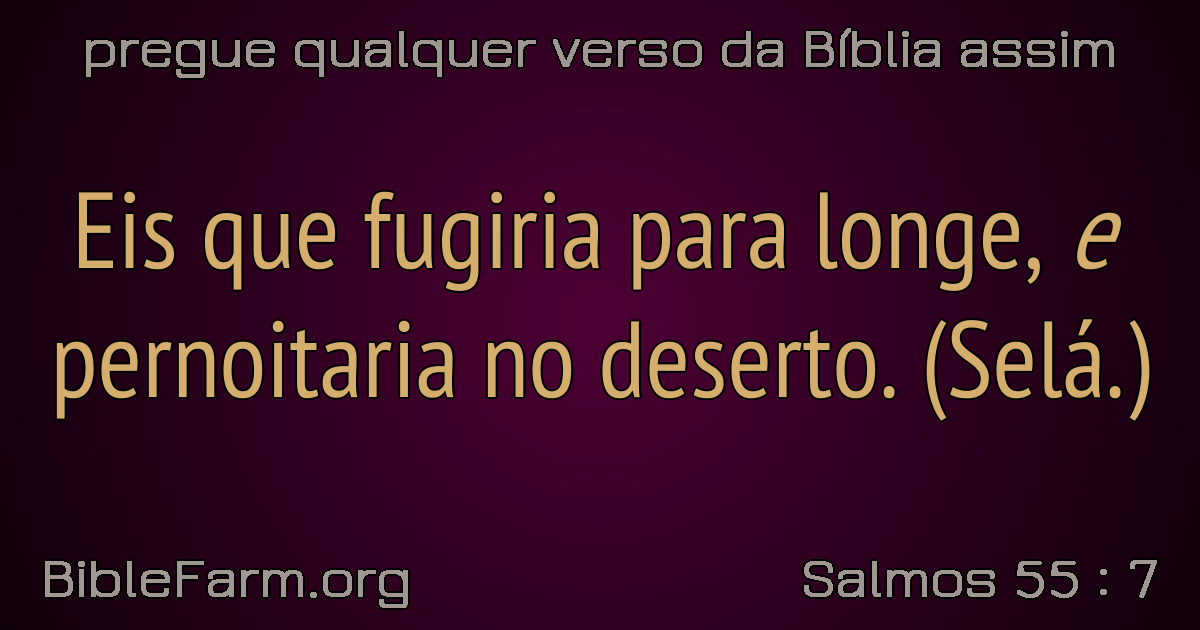 pregue qualquer verso da Bíblia assim
Eis que fugiria para longe, e
pernoitaria no deserto. (Selá.)
BibleFarm.org
Salmos 55 : 7